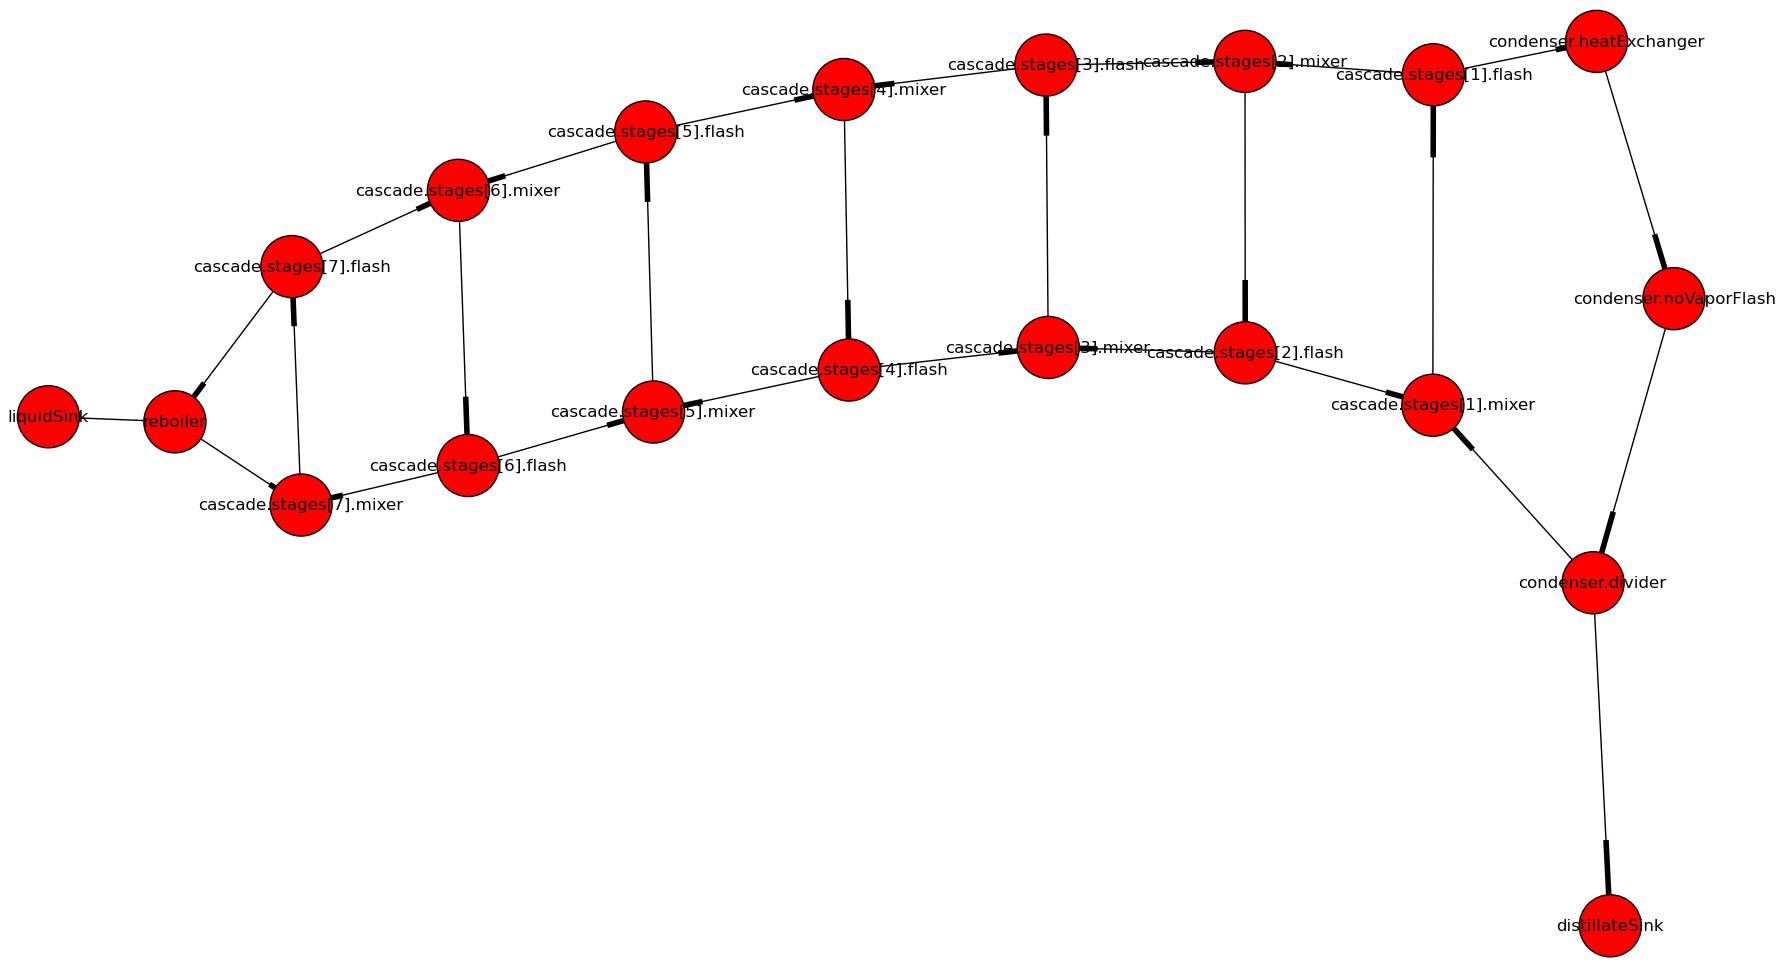 condenser.heatExchanger
cascade.stages[3].flash
cascade.stages[2].mixer
cascade.stages[1].flash
cascade.stages[4].mixer
cascade.stages[5].flash
cascade.stages[6].mixer
cascade.stages[7].flash
condenser.noVaporFlash
cascade.stages[3].mixer
cascade.stages[2].flash
cascade.stages[4].flash
cascade.stages[1].mixer
cascade.stages[5].mixer
liquidSink
reboiler
cascade.stages[6].flash
cascade.stages[7].mixer
condenser.divider
distillateSink